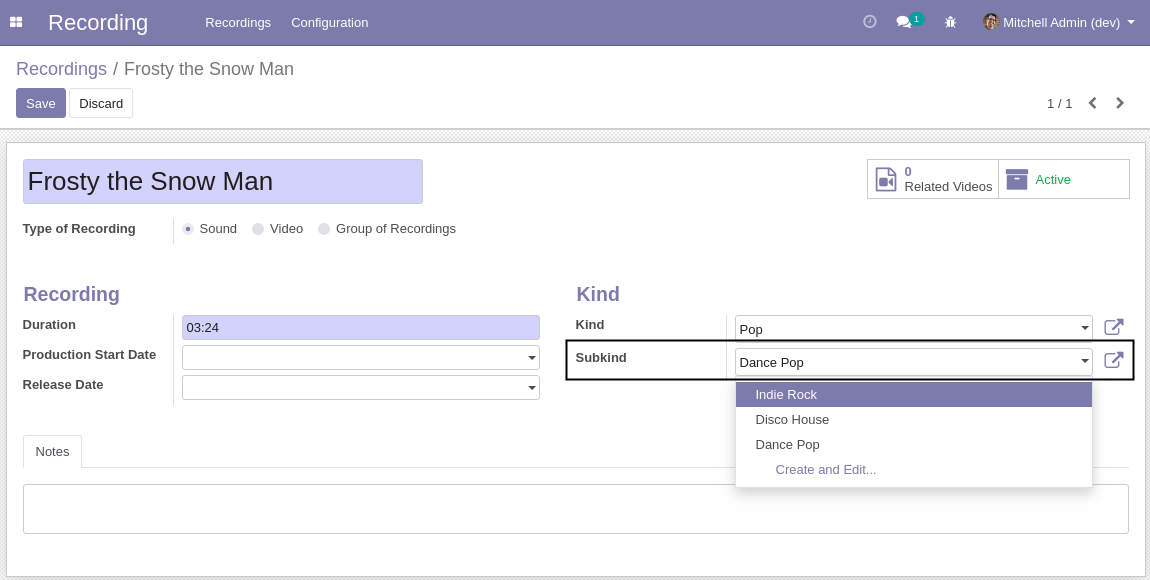 Recording Recordings Configuration 1 Mitchell Admin (dev)
Recordings / Frosty the Snow Man
Save Discard 1 / 1
Frosty the Snow Man
0
Related Videos
Active
Type of Recording Sound Video Group of Recordings
Recording
Duration 03:24
Production Start Date
Release Date
Kind
Kind Pop
Subkind Dance Pop
Indie Rock
Disco House
Dance Pop
Create and Edit...
Notes